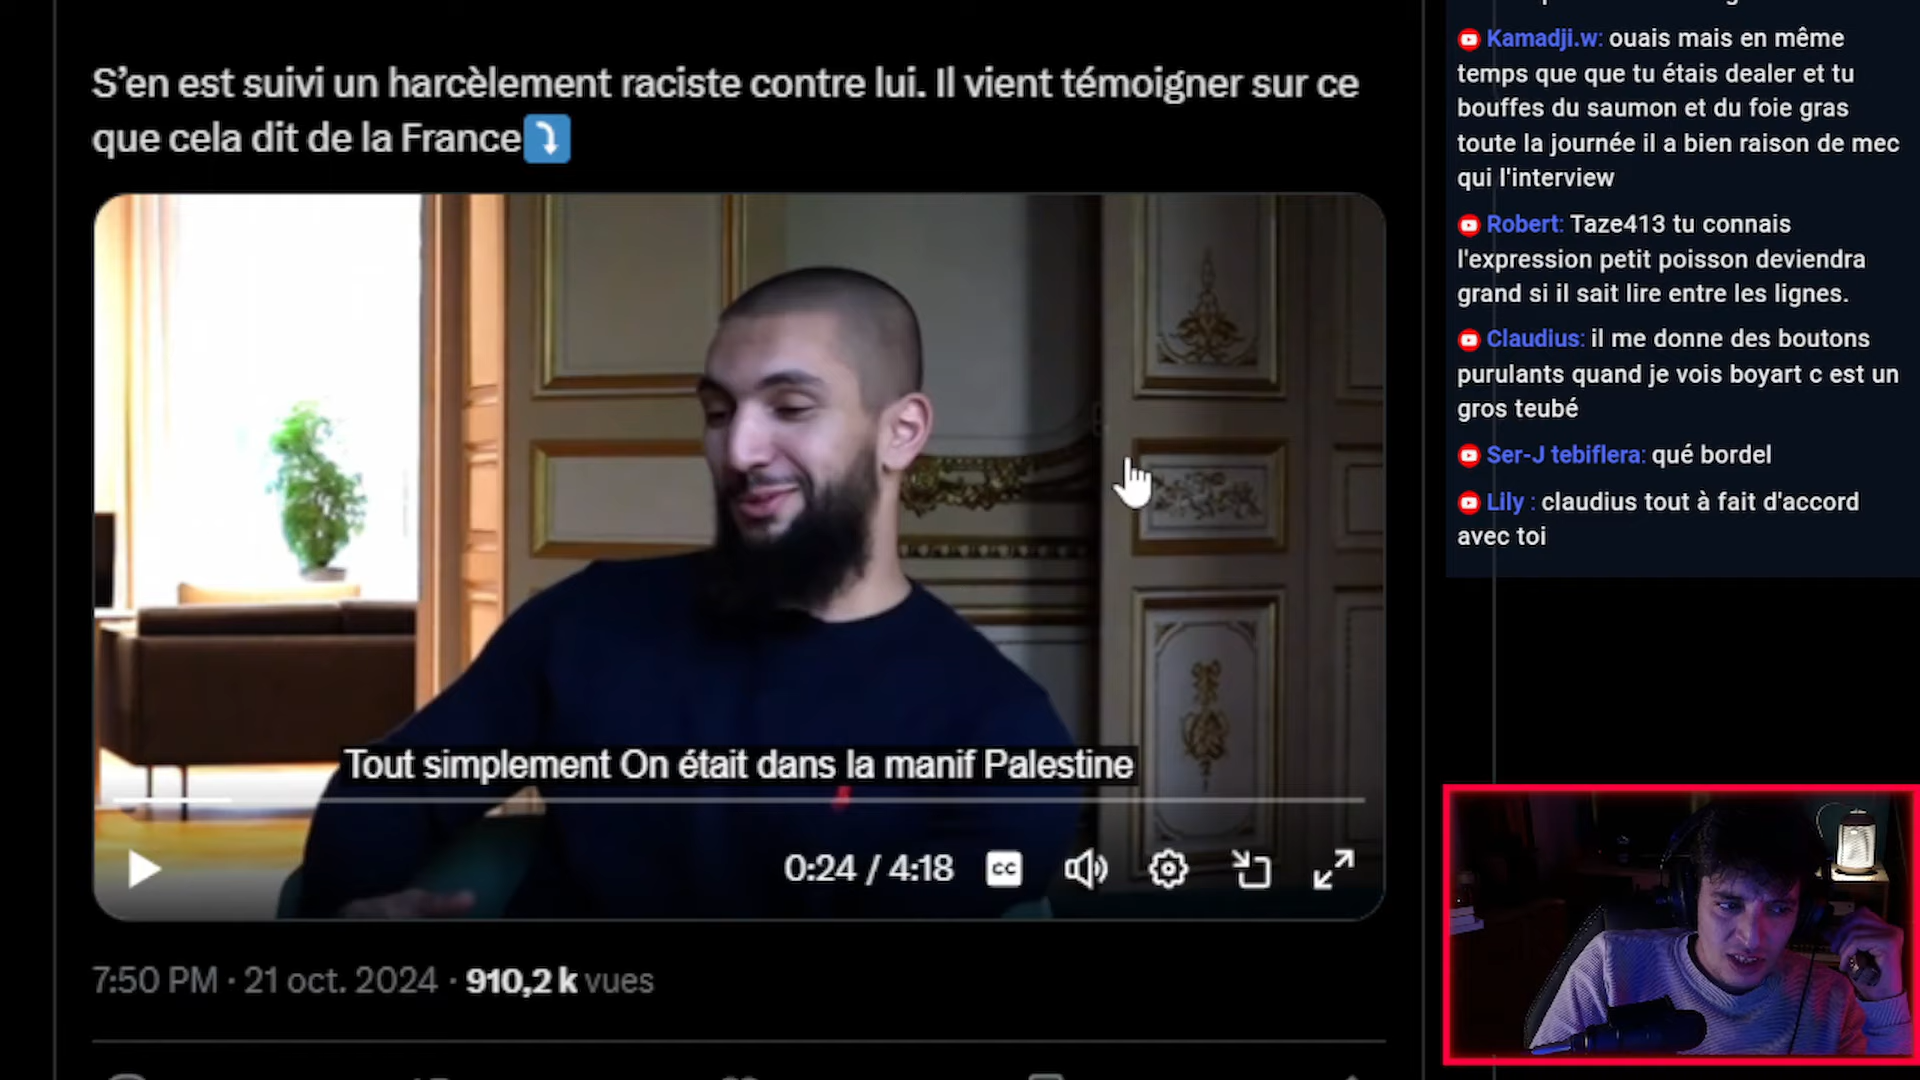 S’en est suivi un harcèlement raciste contre lui. Il vient témoigner sur ce
que cela dit de la France
Tout simplement On était dans la manif Palestine
0:24 / 4:18
CC
7:50 PM · 21 oct. 2024 · 910,2 k vues
Kamadji.w: ouais mais en même
temps que que tu étais dealer et tu
bouffes du saumon et du foie gras
toute la journée il a bien raison de mec
qui l'interview
Robert: Taze413 tu connais
l'expression petit poisson deviendra
grand si il sait lire entre les lignes.
Claudius: il me donne des boutons
purulants quand je vois boyart c est un
gros teubé
Ser-J tebiflera: qué bordel
Lily : claudius tout à fait d'accord
avec toi